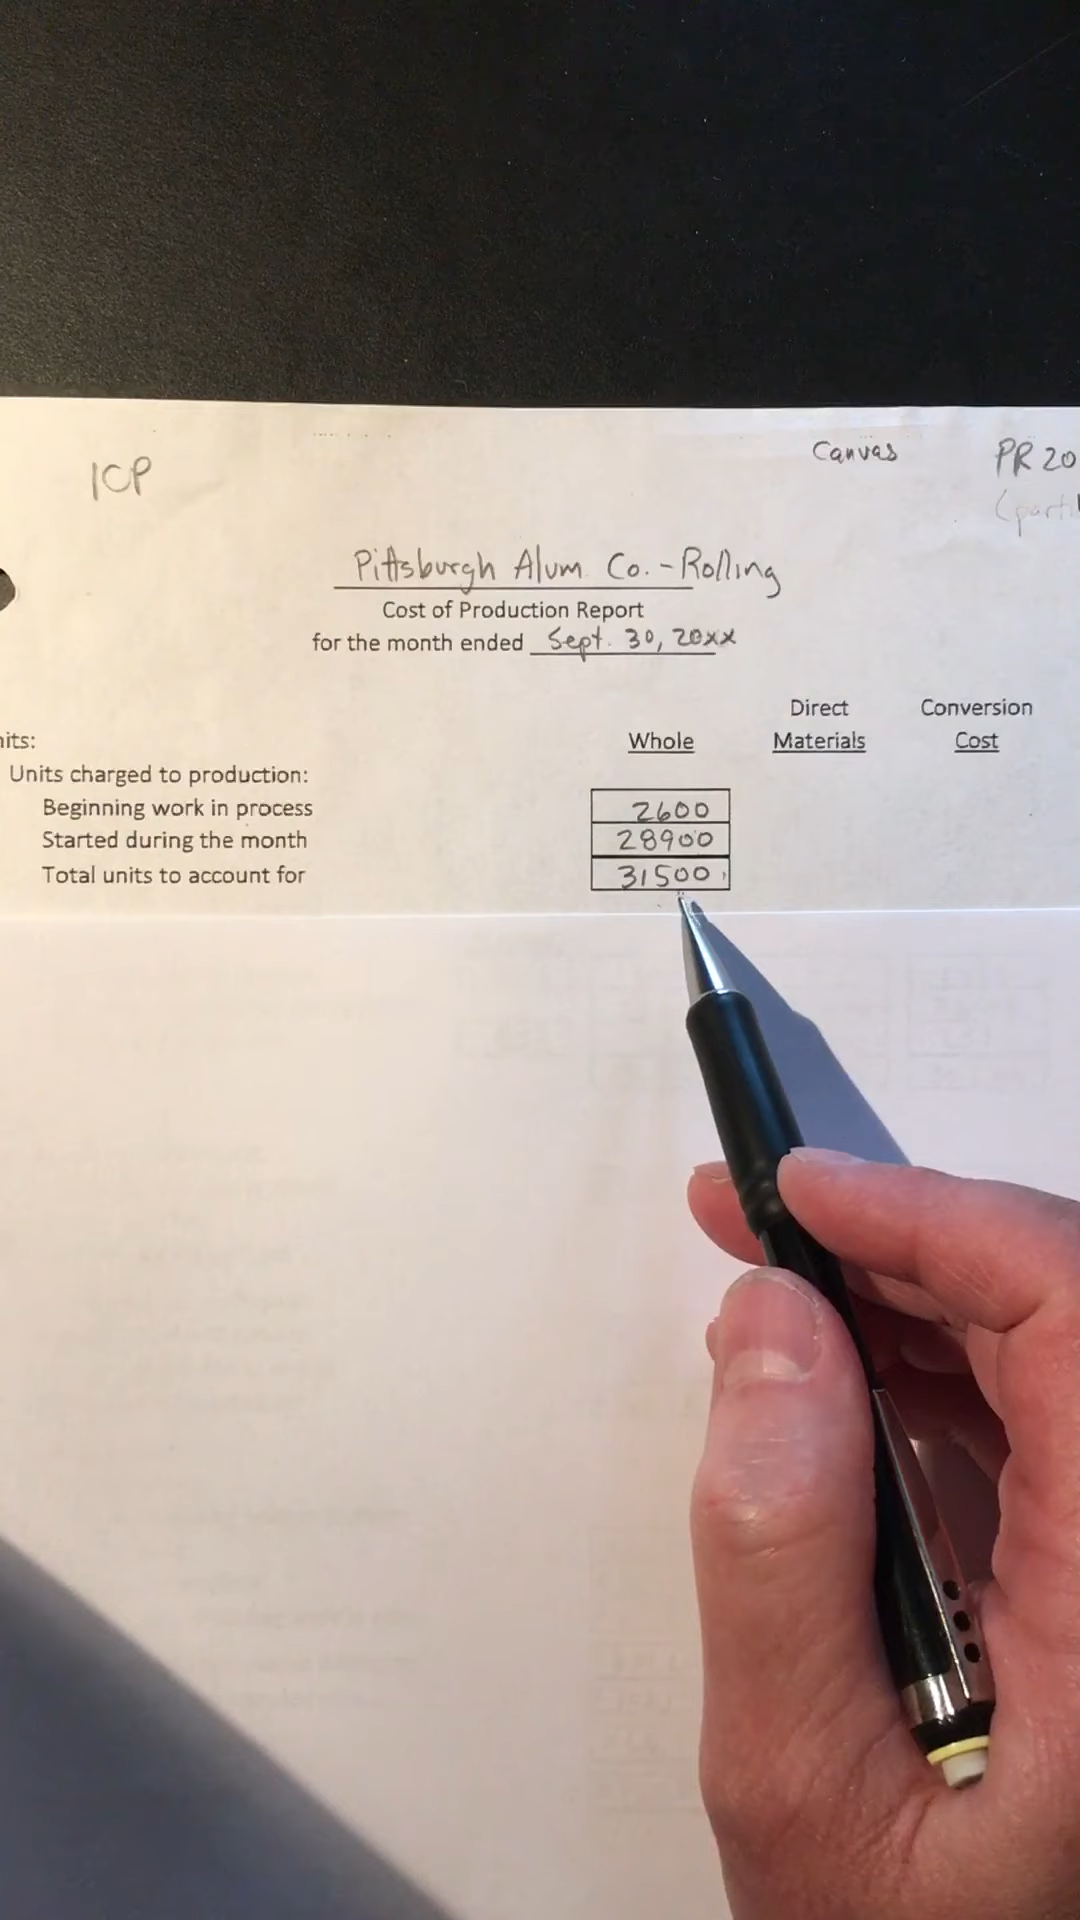 ICP
Canvas
PR 20
(parti
Pittsburgh Alum. Co. - Rolling
Cost of Production Report
for the month ended Sept. 30, 20xx
Direct Conversion
nits: Whole Materials Cost
Units charged to production:
Beginning work in process 2600
Started during the month 28900
Total units to account for 31500